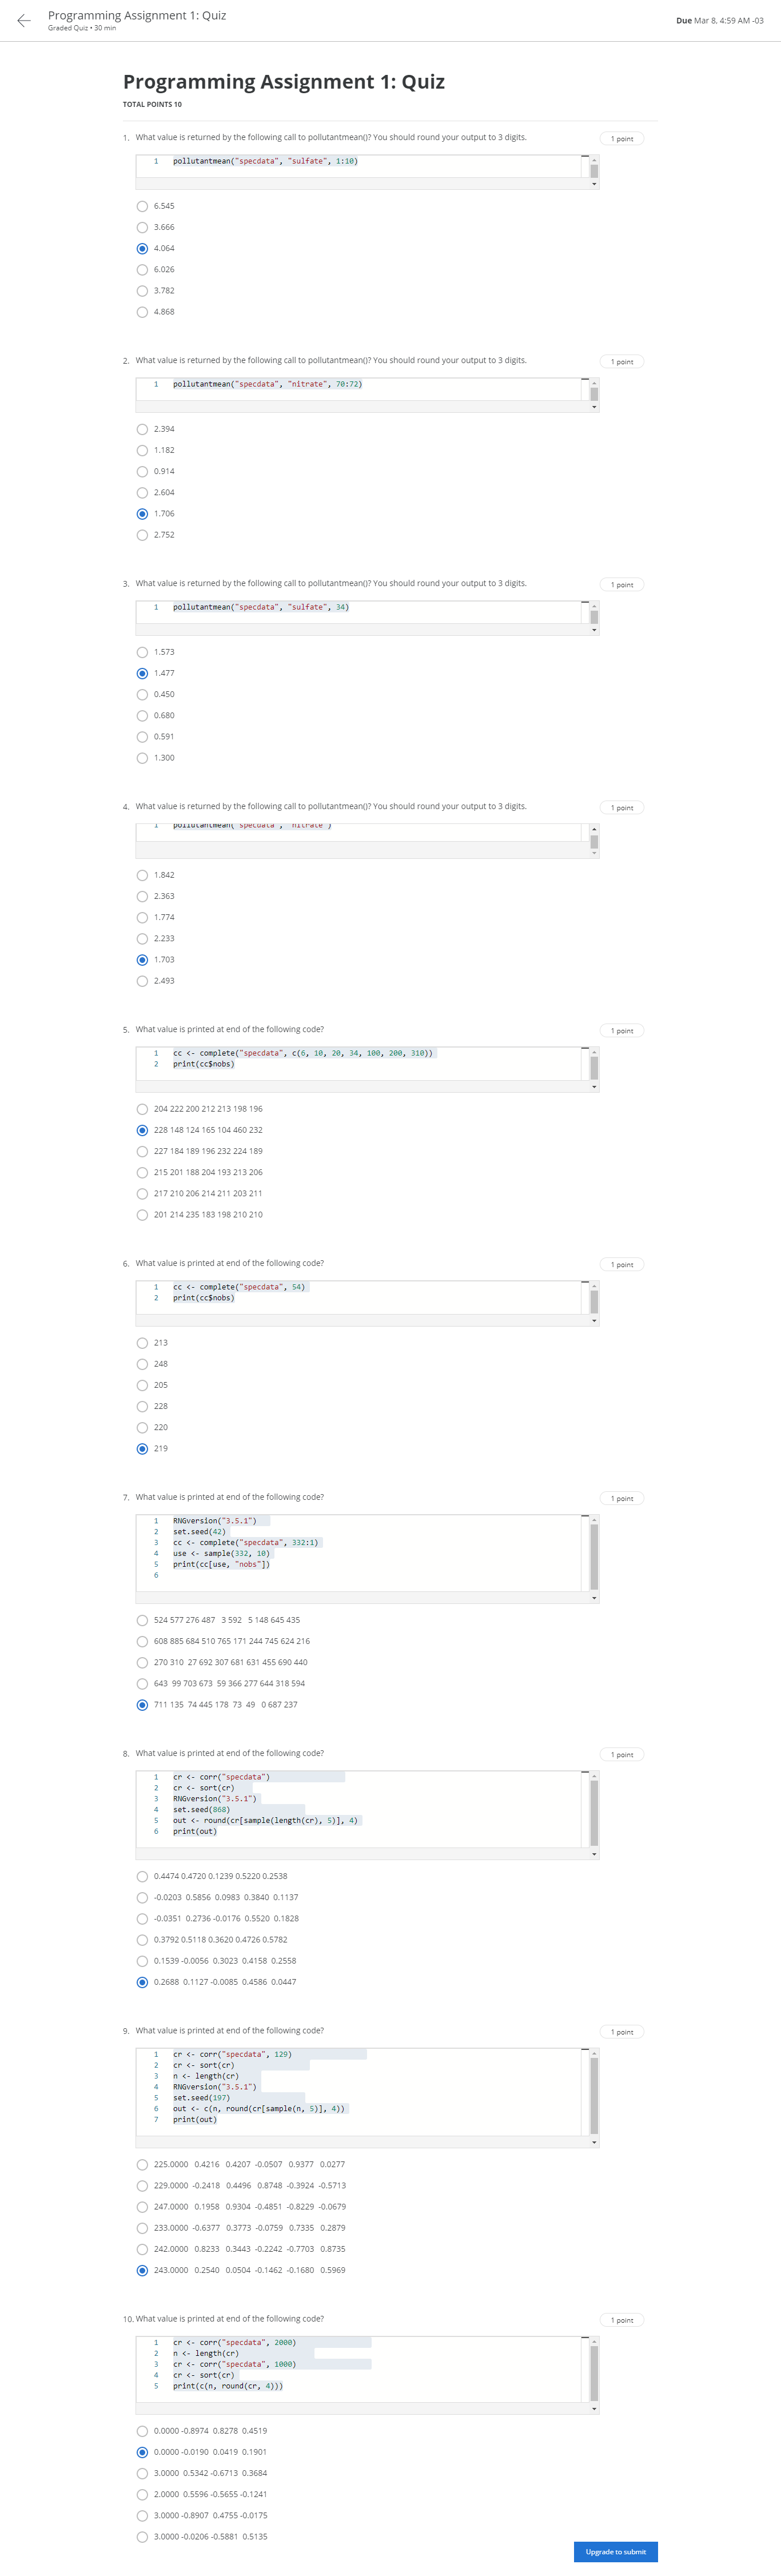 Programming Assignment 1: Quiz
Graded Quiz • 30 min
Due Mar 8, 4:59 AM -03
Programming Assignment 1: Quiz
TOTAL POINTS 10
1. What value is returned by the following call to pollutantmean()? You should round your output to 3 digits.
1 point
1 pollutantmean("specdata", "sulfate", 1:10)
6.545
3.666
4.064
6.026
3.782
4.868
2. What value is returned by the following call to pollutantmean()? You should round your output to 3 digits.
1 point
1 pollutantmean("specdata", "nitrate", 70:72)
2.394
1.182
0.914
2.604
1.706
2.752
3. What value is returned by the following call to pollutantmean()? You should round your output to 3 digits.
1 point
1 pollutantmean("specdata", "sulfate", 34)
1.573
1.477
0.450
0.680
0.591
1.300
4. What value is returned by the following call to pollutantmean()? You should round your output to 3 digits.
1 point
1 pollutantmean("specdata", "nitrate")
1.842
2.363
1.774
2.233
1.703
2.493
5. What value is printed at end of the following code?
1 point
1 cc <- complete("specdata", c(6, 10, 20, 34, 100, 200, 310))
2 print(cc$nobs)
204 222 200 212 213 198 196
228 148 124 165 104 460 232
227 184 189 196 232 224 189
215 201 188 204 193 213 206
217 210 206 214 211 203 211
201 214 235 183 198 210 210
6. What value is printed at end of the following code?
1 point
1 cc <- complete("specdata", 54)
2 print(cc$nobs)
213
248
205
228
220
219
7. What value is printed at end of the following code?
1 point
1 RNGversion("3.5.1")
2 set.seed(42)
3 cc <- complete("specdata", 332:1)
4 use <- sample(332, 10)
5 print(cc[use, "nobs"])
6
524 577 276 487 3 592 5 148 645 435
608 885 684 510 765 171 244 745 624 216
270 310 27 692 307 681 631 455 690 440
643 99 703 673 59 366 277 644 318 594
711 135 74 445 178 73 49 0 687 237
8. What value is printed at end of the following code?
1 point
1 cr <- corr("specdata")
2 cr <- sort(cr)
3 RNGversion("3.5.1")
4 set.seed(868)
5 out <- round(cr[sample(length(cr), 5)], 4)
6 print(out)
0.4474 0.4720 0.1239 0.5220 0.2538
-0.0203 0.5856 0.0983 0.3840 0.1137
-0.0351 0.2736 -0.0176 0.5520 0.1828
0.3792 0.5118 0.3620 0.4726 0.5782
0.1539 -0.0056 0.3023 0.4158 0.2558
0.2688 0.1127 -0.0085 0.4586 0.0447
9. What value is printed at end of the following code?
1 point
1 cr <- corr("specdata", 129)
2 cr <- sort(cr)
3 n <- length(cr)
4 RNGversion("3.5.1")
5 set.seed(197)
6 out <- c(n, round(cr[sample(n, 5)], 4))
7 print(out)
225.0000 0.4216 0.4207 -0.0507 0.9377 0.0277
229.0000 -0.2418 0.4496 0.8748 -0.3924 -0.5713
247.0000 0.1958 0.9304 -0.4851 -0.8229 -0.0679
233.0000 -0.6377 0.3773 -0.0759 0.7335 0.2879
242.0000 0.8233 0.3443 -0.2242 -0.7703 0.8735
243.0000 0.2540 0.0504 -0.1462 -0.1680 0.5969
10. What value is printed at end of the following code?
1 point
1 cr <- corr("specdata", 2000)
2 n <- length(cr)
3 cr <- corr("specdata", 1000)
4 cr <- sort(cr)
5 print(c(n, round(cr, 4)))
0.0000 -0.8974 0.8278 0.4519
0.0000 -0.0190 0.0419 0.1901
3.0000 0.5342 -0.6713 0.3684
2.0000 0.5596 -0.5655 -0.1241
3.0000 -0.8907 0.4755 -0.0175
3.0000 -0.0206 -0.5881 0.5135
Upgrade to submit